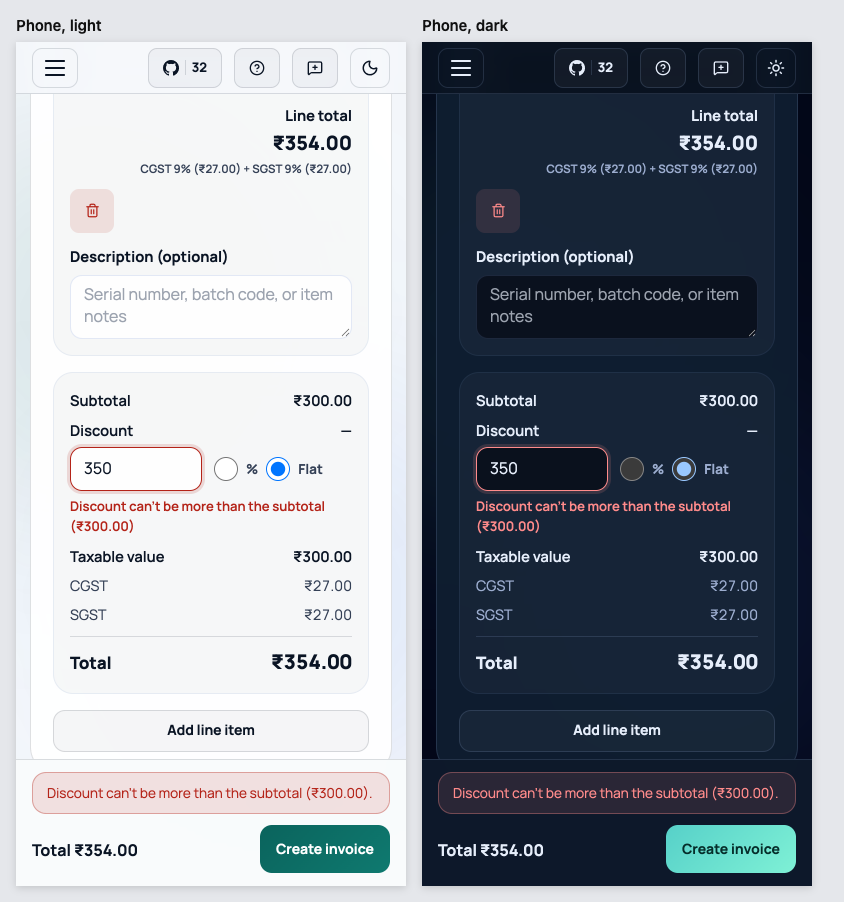 Phone, light
32
Line total
₹354.00
CGST 9% (₹27.00) + SGST 9% (₹27.00)
Description (optional)
Serial number, batch code, or item
notes
Subtotal ₹300.00
Discount —
350 % Flat
Discount can't be more than the subtotal
(₹300.00)
Taxable value ₹300.00
CGST ₹27.00
SGST ₹27.00
Total ₹354.00
Add line item
Discount can't be more than the subtotal (₹300.00).
Total ₹354.00 Create invoice
Phone, dark
32
Line total
₹354.00
CGST 9% (₹27.00) + SGST 9% (₹27.00)
Description (optional)
Serial number, batch code, or item
notes
Subtotal ₹300.00
Discount —
350 % Flat
Discount can't be more than the subtotal
(₹300.00)
Taxable value ₹300.00
CGST ₹27.00
SGST ₹27.00
Total ₹354.00
Add line item
Discount can't be more than the subtotal (₹300.00).
Total ₹354.00 Create invoice